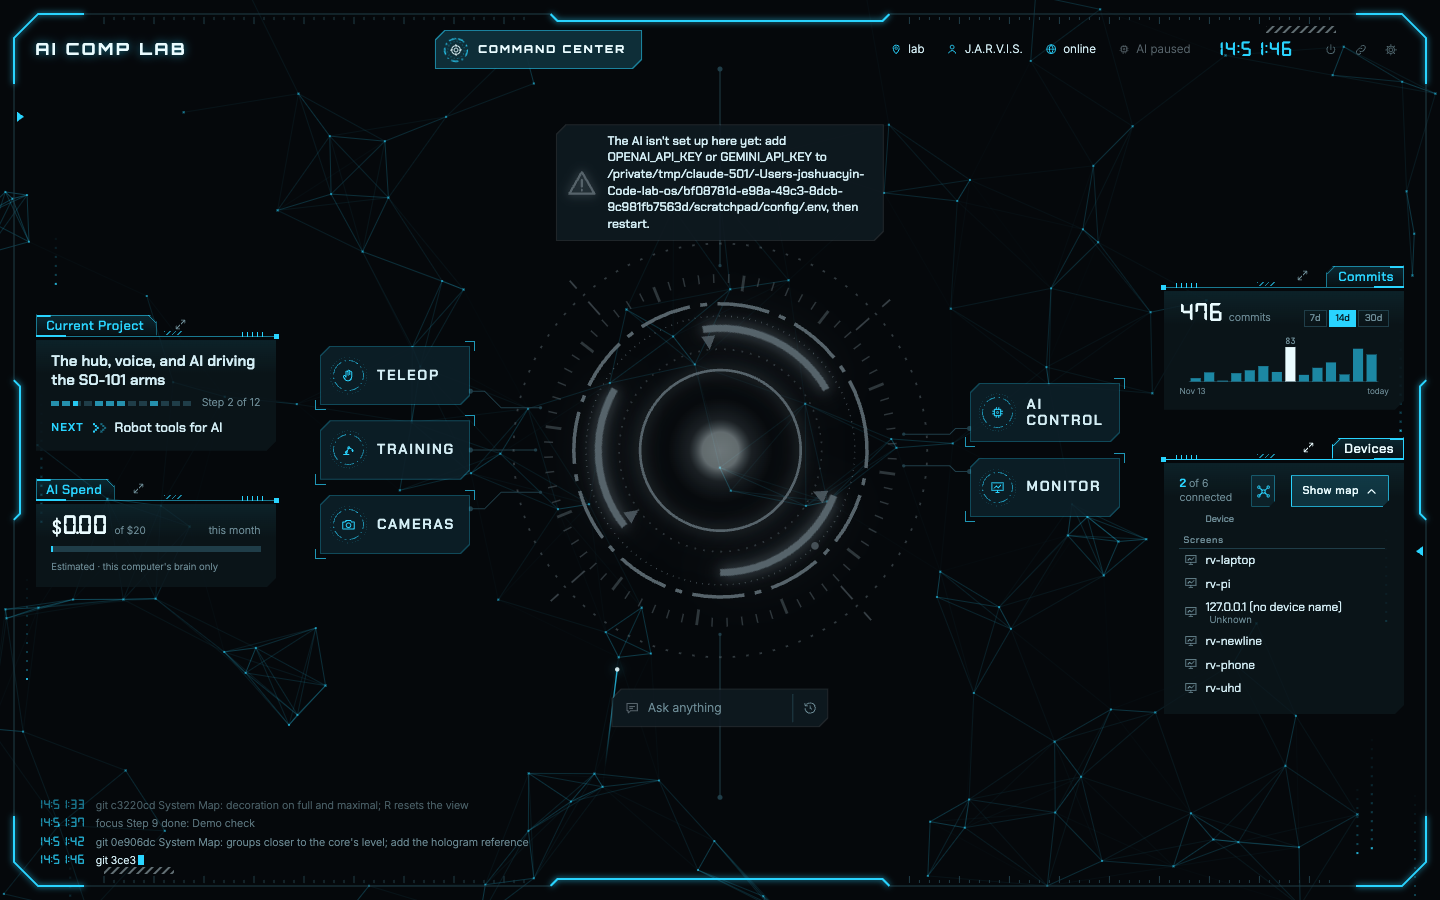 AI COMP LAB
COMMAND CENTER
lab
J.A.R.V.I.S.
online
AI paused
14:51:46
The AI isn't set up here yet: add
OPENAI_API_KEY or GEMINI_API_KEY to
/private/tmp/claude-501/-Users-joshuacyin-
Code-lab-os/bf08781d-e98a-49c3-8dcb-
9c981fb7563d/scratchpad/config/.env, then
restart.
Current Project
The hub, voice, and AI driving
the SO-101 arms
Step 2 of 12
NEXT Robot tools for AI
AI Spend
$0.00 of $20 this month
Estimated · this computer's brain only
TELEOP
TRAINING
CAMERAS
AI
CONTROL
MONITOR
Commits
476 commits
7d 14d 30d
83
Nov 13 today
Devices
2 of 6
connected
Show map
Device
Screens
rv-laptop
rv-pi
127.0.0.1 (no device name)
Unknown
rv-newline
rv-phone
rv-uhd
Ask anything
14:51:33 git c3220cd System Map: decoration on full and maximal; R resets the view
14:51:37 focus Step 9 done: Demo check
14:51:42 git 0e906dc System Map: groups closer to the core's level; add the hologram reference
14:51:46 git 3ce3